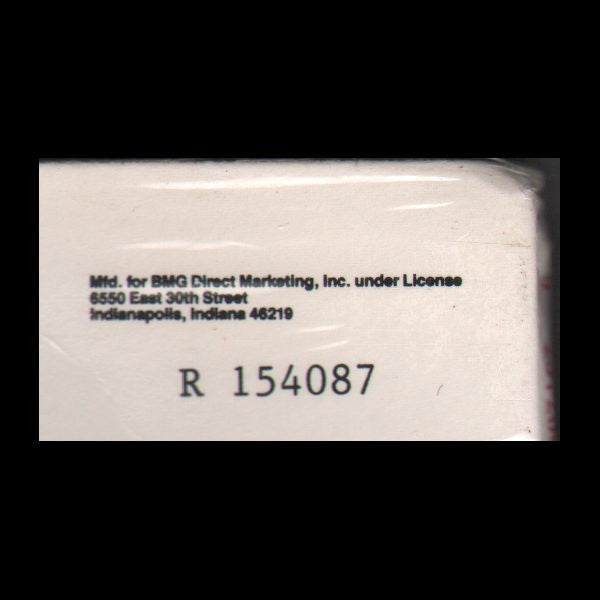 Mfd. for BMG Direct Marketing, Inc. under License
6550 East 30th Street
Indianapolis, Indiana 46219
R 154087